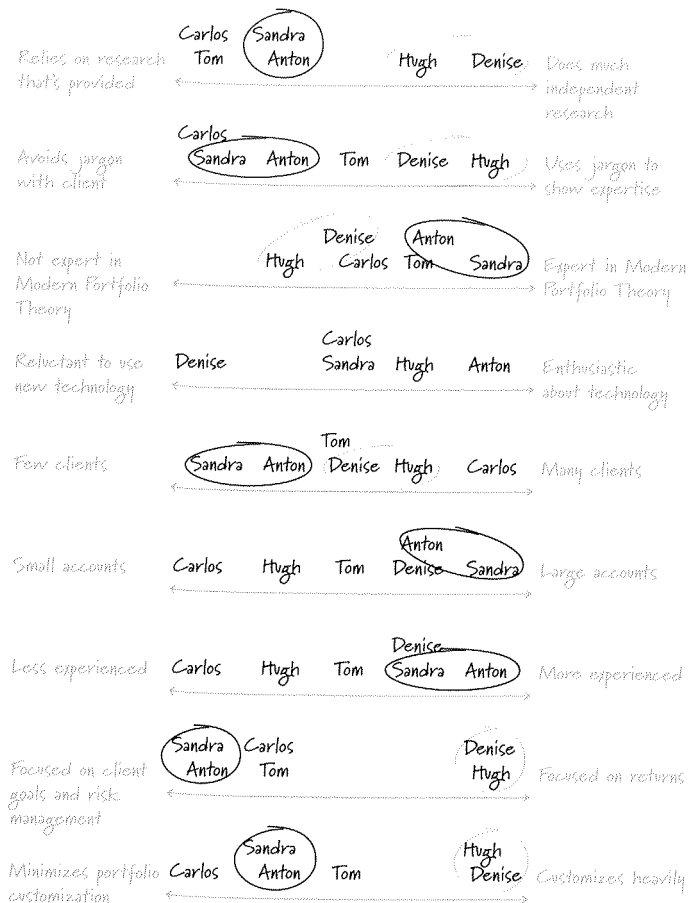 Carlos Sandra
Tom Anton Hugh Denise
Relies on research that's provided
Does much independent research
Carlos
Sandra Anton Tom Denise Hugh
Avoids jargon with client
Uses jargon to show expertise
Denise Anton
Hugh Carlos Tom Sandra
Not expert in Modern Portfolio Theory
Expert in Modern Portfolio Theory
Carlos
Denise Sandra Hugh Anton
Reluctant to use new technology
Enthusiastic about technology
Tom
Few clients Sandra Anton Denise Hugh Carlos Many clients
Anton
Small accounts Carlos Hugh Tom Denise Sandra Large accounts
Denise
Less experienced Carlos Hugh Tom Sandra Anton More experienced
Sandra Carlos Denise
Anton Tom Hugh
Focused on client goals and risk management
Focused on returns
Sandra Hugh
Minimizes portfolio customization
Carlos Anton Tom Denise Customizes heavily